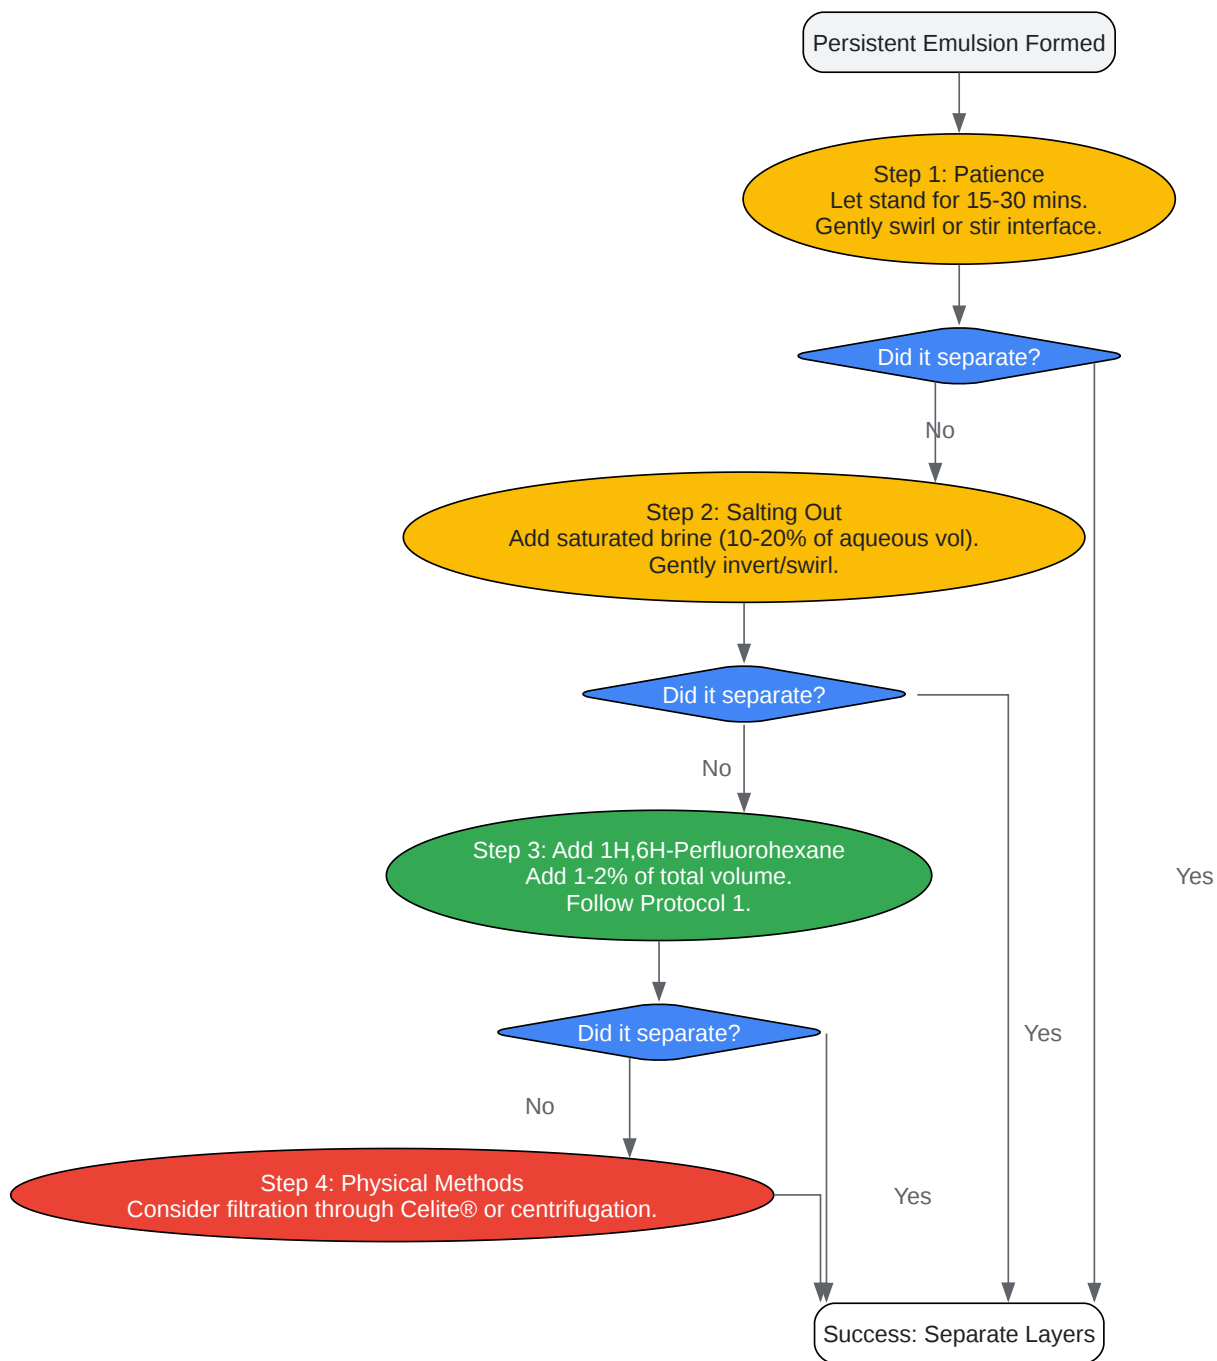 Persistent Emulsion Formed
Step 1: Patience
Let stand for 15-30 mins.
Gently swirl or stir interface.
Did it separate?
No
Step 2: Salting Out
Add saturated brine (10-20% of aqueous vol).
Gently invert/swirl.
Did it separate?
No
Step 3: Add 1H,6H-Perfluorohexane
Add 1-2% of total volume.
Follow Protocol 1.
Yes
Did it separate?
Yes
No
Step 4: Physical Methods
Consider filtration through Celite® or centrifugation.
Yes
Success: Separate Layers